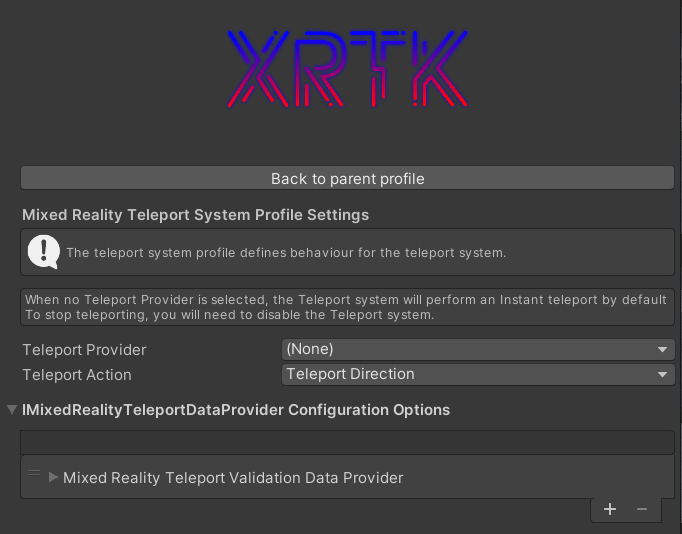 XRTK
Back to parent profile
Mixed Reality Teleport System Profile Settings
The teleport system profile defines behaviour for the teleport system.
When no Teleport Provider is selected, the Teleport system will perform an Instant teleport by default
To stop teleporting, you will need to disable the Teleport system.
Teleport Provider (None)
Teleport Action Teleport Direction
IMixedRealityTeleportDataProvider Configuration Options
Mixed Reality Teleport Validation Data Provider